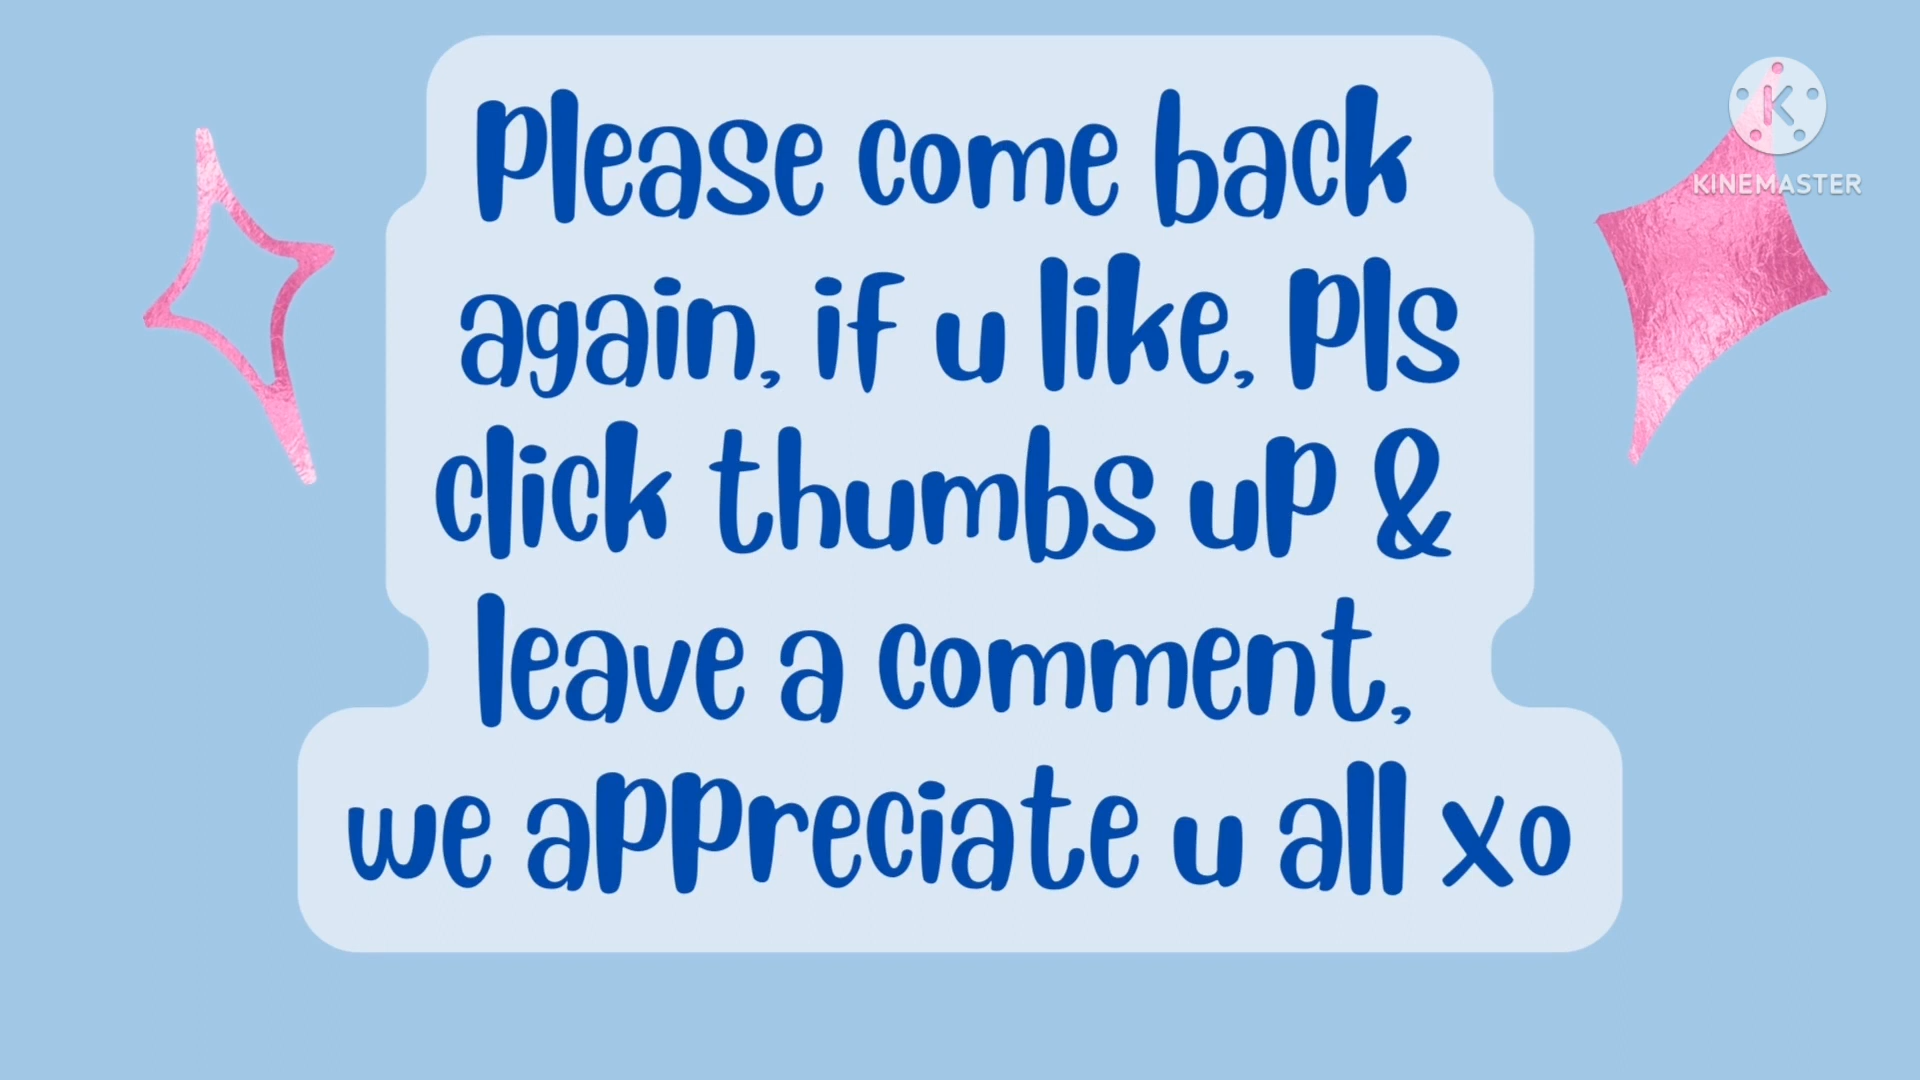 Please come back
again, if u like, pls
click thumbs up &
leave a comment,
we appreciate u all xo
K
KINEMASTER